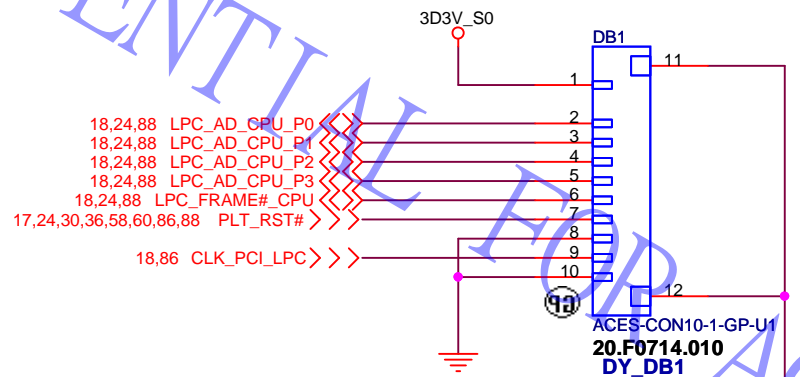 ENTIAL FOR AC
3D3V_S0
DB1
11
1
18,24,88 LPC_AD_CPU_P0 2
18,24,88 LPC_AD_CPU_P1 3
18,24,88 LPC_AD_CPU_P2 4
18,24,88 LPC_AD_CPU_P3 5
18,24,88 LPC_FRAME#_CPU 6
17,24,30,36,58,60,86,88 PLT_RST# 7
8
18,86 CLK_PCI_LPC 9
10
12
GP
ACES-CON10-1-GP-U1
20.F0714.010
DY_DB1